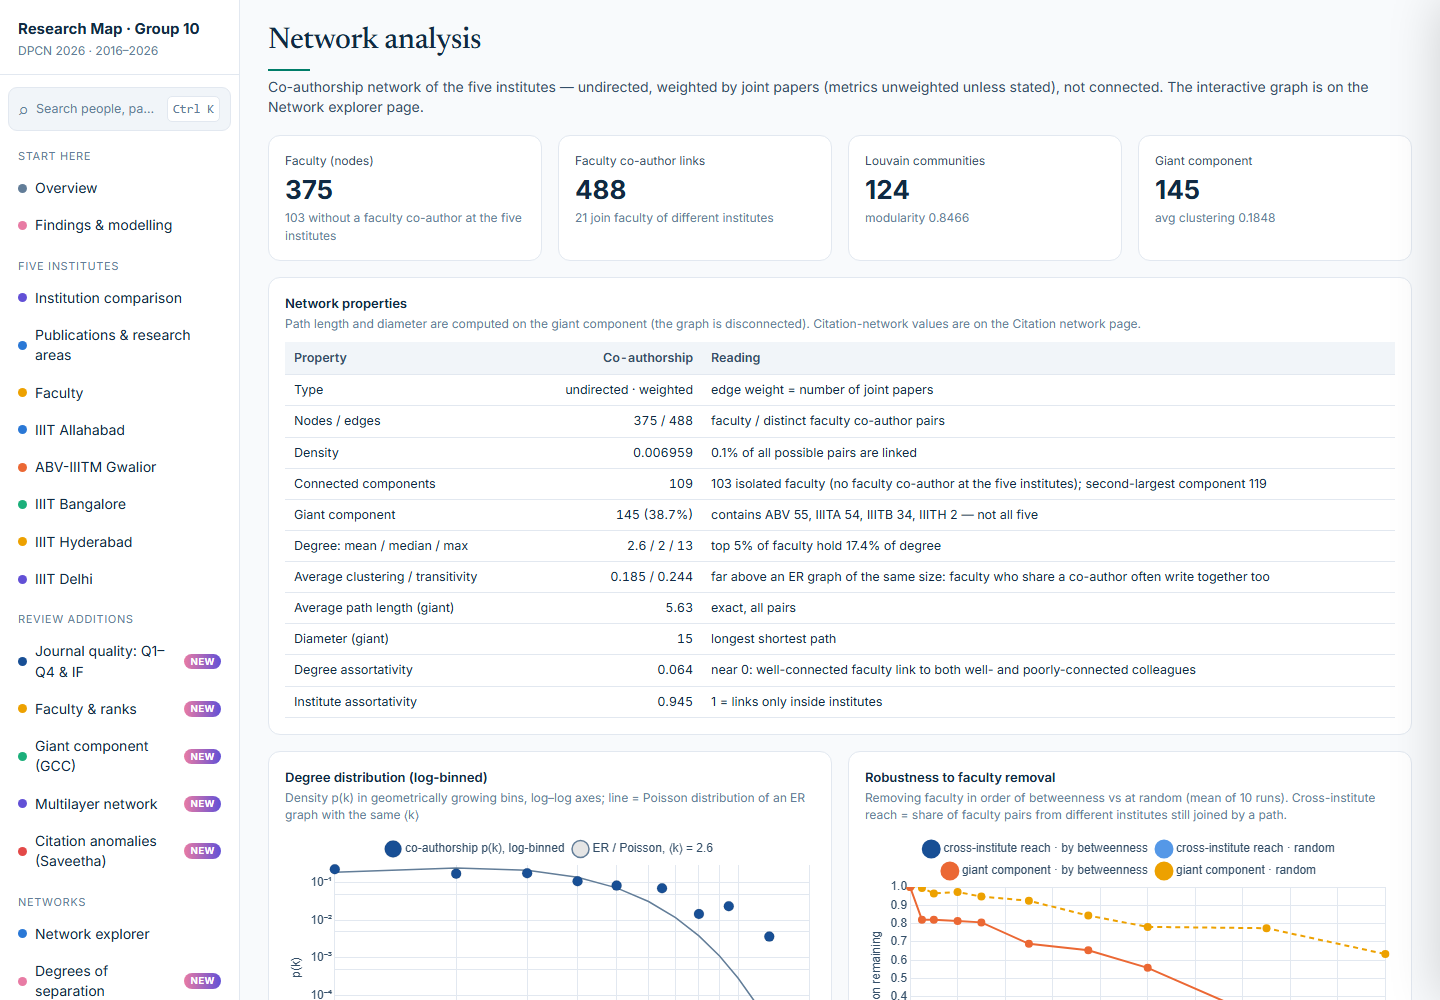 Research Map · Group 10
DPCN 2026 · 2016–2026
Search people, pa... Ctrl K
START HERE
Overview
Findings & modelling
FIVE INSTITUTES
Institution comparison
Publications & research
areas
Faculty
IIIT Allahabad
ABV-IIITM Gwalior
IIIT Bangalore
IIIT Hyderabad
IIIT Delhi
REVIEW ADDITIONS
Journal quality: Q1–
Q4 & IF
NEW
Faculty & ranks NEW
Giant component
(GCC)
NEW
Multilayer network NEW
Citation anomalies
(Saveetha)
NEW
NETWORKS
Network explorer
Degrees of
separation
NEW
Network analysis
Co-authorship network of the five institutes — undirected, weighted by joint papers (metrics unweighted unless stated), not connected. The interactive graph is on the
Network explorer page.
Faculty (nodes)
375
103 without a faculty co-author at the five
institutes
Faculty co-author links
488
21 join faculty of different institutes
Louvain communities
124
modularity 0.8466
Giant component
145
avg clustering 0.1848
Network properties
Path length and diameter are computed on the giant component (the graph is disconnected). Citation-network values are on the Citation network page.
Property Co-authorship Reading
Type undirected · weighted edge weight = number of joint papers
Nodes / edges 375 / 488 faculty / distinct faculty co-author pairs
Density 0.006959 0.1% of all possible pairs are linked
Connected components 109 103 isolated faculty (no faculty co-author at the five institutes); second-largest component 119
Giant component 145 (38.7%) contains ABV 55, IIITA 54, IIITB 34, IIITH 2 — not all five
Degree: mean / median / max 2.6 / 2 / 13 top 5% of faculty hold 17.4% of degree
Average clustering / transitivity 0.185 / 0.244 far above an ER graph of the same size: faculty who share a co-author often write together too
Average path length (giant) 5.63 exact, all pairs
Diameter (giant) 15 longest shortest path
Degree assortativity 0.064 near 0: well-connected faculty link to both well- and poorly-connected colleagues
Institute assortativity 0.945 1 = links only inside institutes
Degree distribution (log-binned)
Density p(k) in geometrically growing bins, log–log axes; line = Poisson distribution of an ER
graph with the same ⟨k⟩
co-authorship p(k), log-binned ER / Poisson, ⟨k⟩ = 2.6
10⁻¹
10⁻²
10⁻³
10⁻⁴
p(k)
Robustness to faculty removal
Removing faculty in order of betweenness vs at random (mean of 10 runs). Cross-institute
reach = share of faculty pairs from different institutes still joined by a path.
cross-institute reach · by betweenness cross-institute reach · random
giant component · by betweenness giant component · random
1.0
0.9
0.8
0.7
0.6
0.5
0.4
on remaining